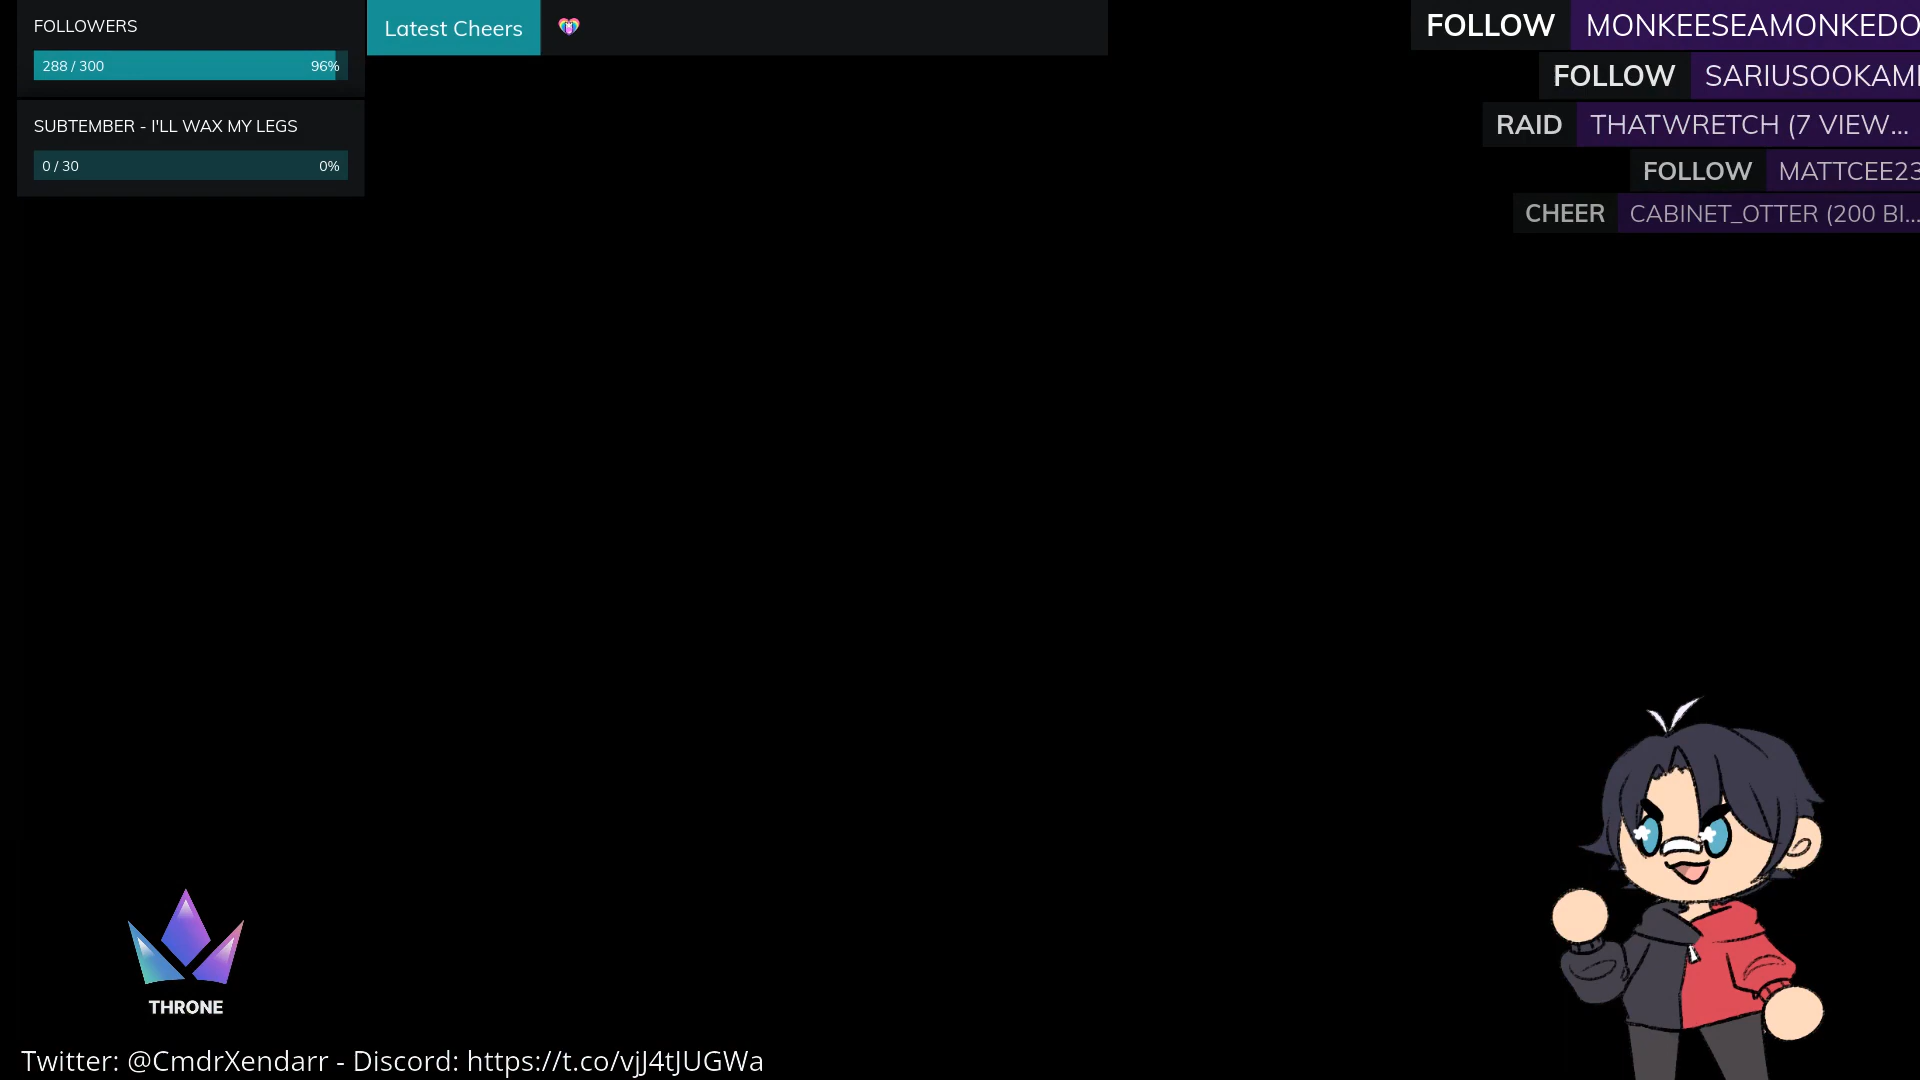 FOLLOWERS
288 / 300 96%
SUBTEMBER - I'LL WAX MY LEGS
0 / 30 0%
Latest Cheers
FOLLOW MONKEESEAMONKEDO
FOLLOW SARIUSOOKAMI
RAID THATWRETCH (7 VIEW...
FOLLOW MATTCEE23
CHEER CABINET_OTTER (200 BI...
THRONE
Twitter: @CmdrXendarr - Discord: https://t.co/vjJ4tJUGWa